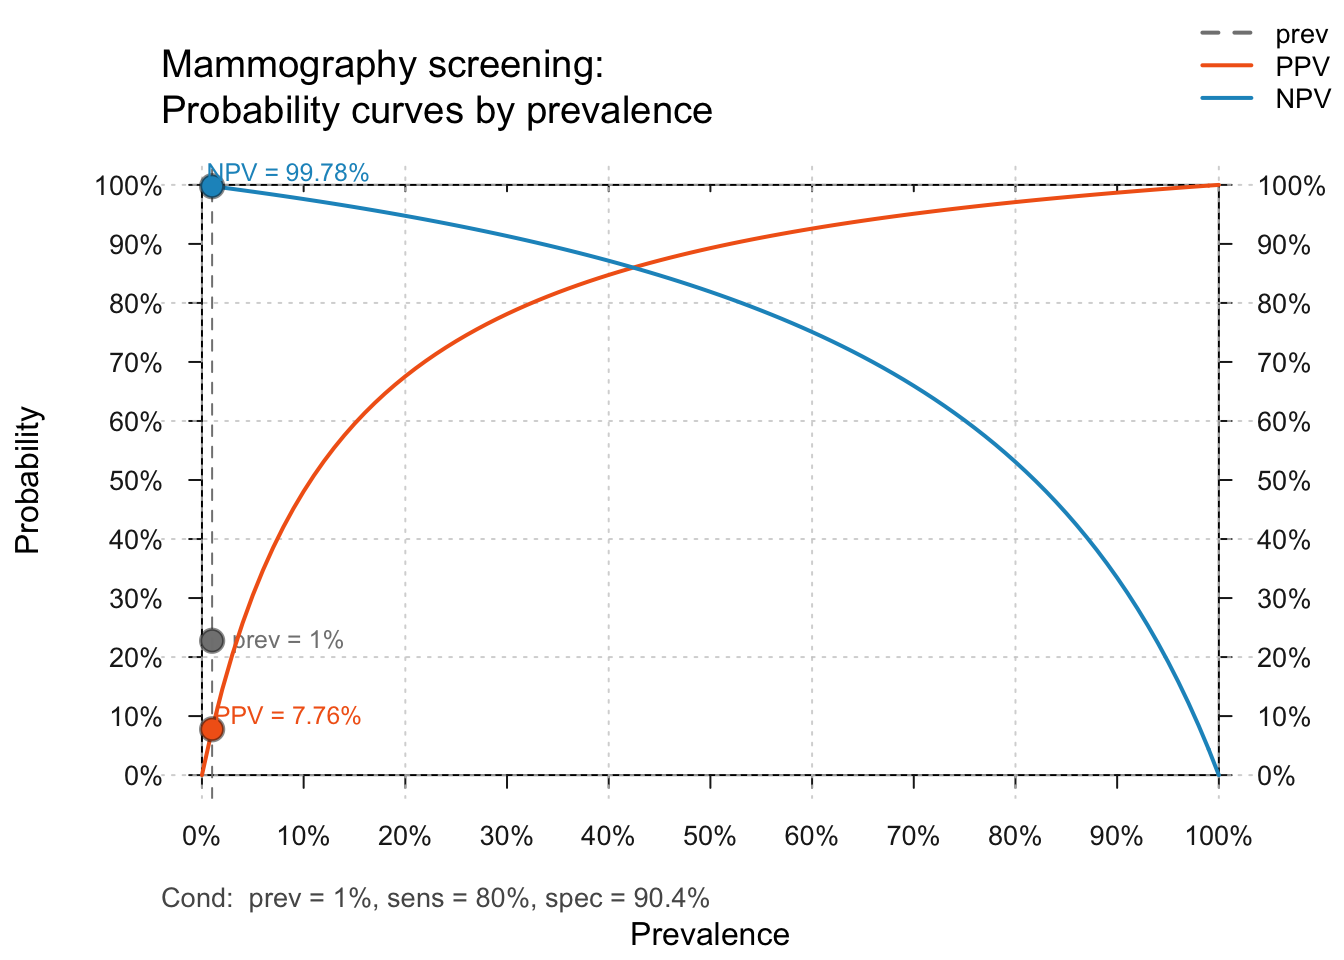 prev
PPV
NPV
Mammography screening:
Probability curves by prevalence
NPV = 99.78%
100%
100%
90%
90%
80%
80%
70%
70%
60%
60%
50%
50%
40%
40%
30%
30%
prev = 1%
20%
20%
PPV = 7.76%
10%
10%
0%
0%
Probability
0% 10% 20% 30% 40% 50% 60% 70% 80% 90% 100%
Cond:  prev = 1%, sens = 80%, spec = 90.4%
Prevalence